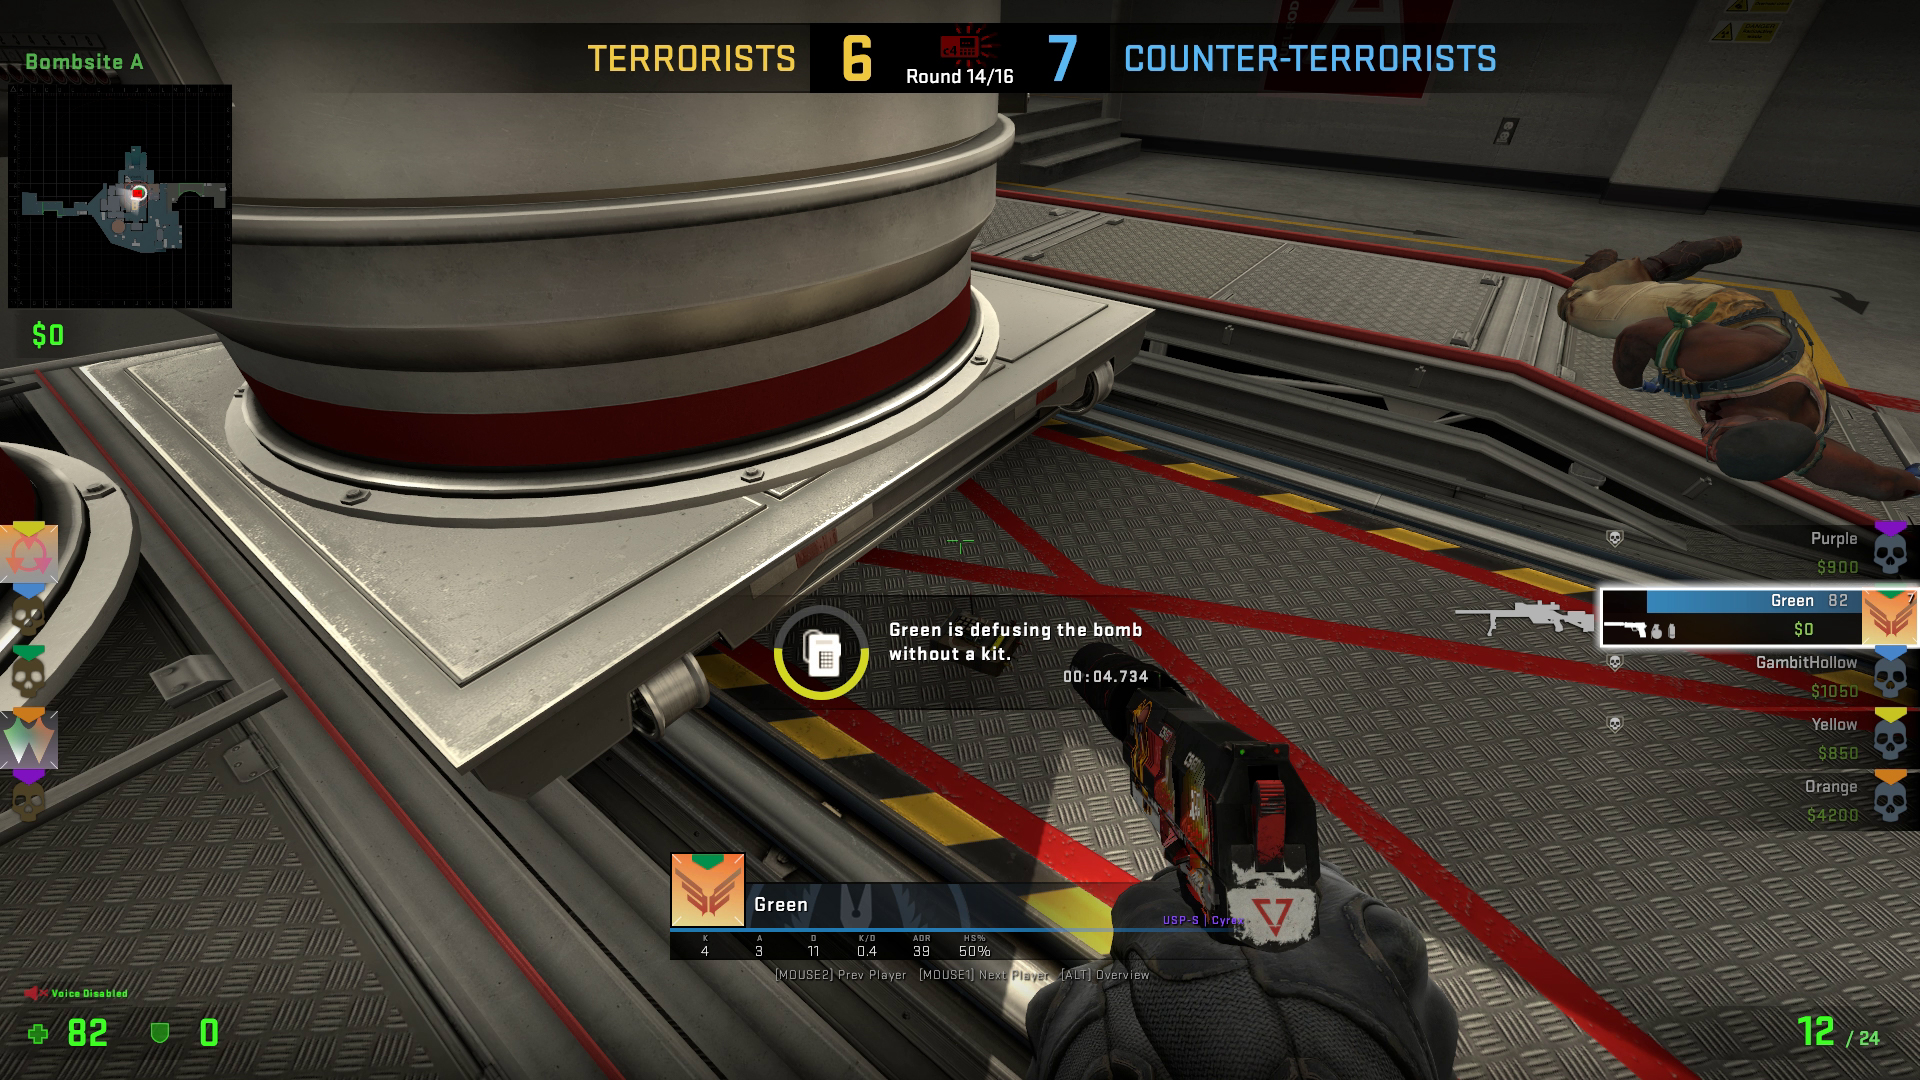 Bombsite A
TERRORISTS 6 Round 14/16 7 COUNTER-TERRORISTS
c4
A
$0
Purple
$900
Green 82
7
$0
Green is defusing the bomb
without a kit.
00:04.734
GambitHollow
$1050
Yellow
$850
Orange
$4200
Green
USP-S | Cyrex
K A D K/D ADR HS%
4 3 11 0.4 39 50%
[MOUSE2] Prev Player [MOUSE1] Next Player [ALT] Overview
Voice Disabled
82 0
12 / 24